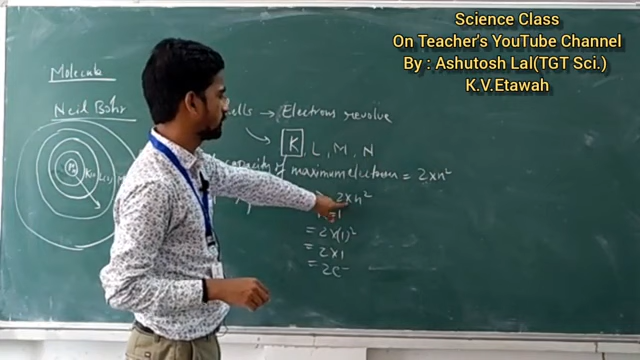 Science Class
On Teacher's YouTube Channel
By : Ashutosh Lal(TGT Sci.)
K.V.Etawah
Molecule
Neid Bohr
ells → Electrons revolve
K, L, M, N
capacity of maximum electron = 2×n²
2×n²
=1
= 2×(1)²
= 2×1
= 2e⁻